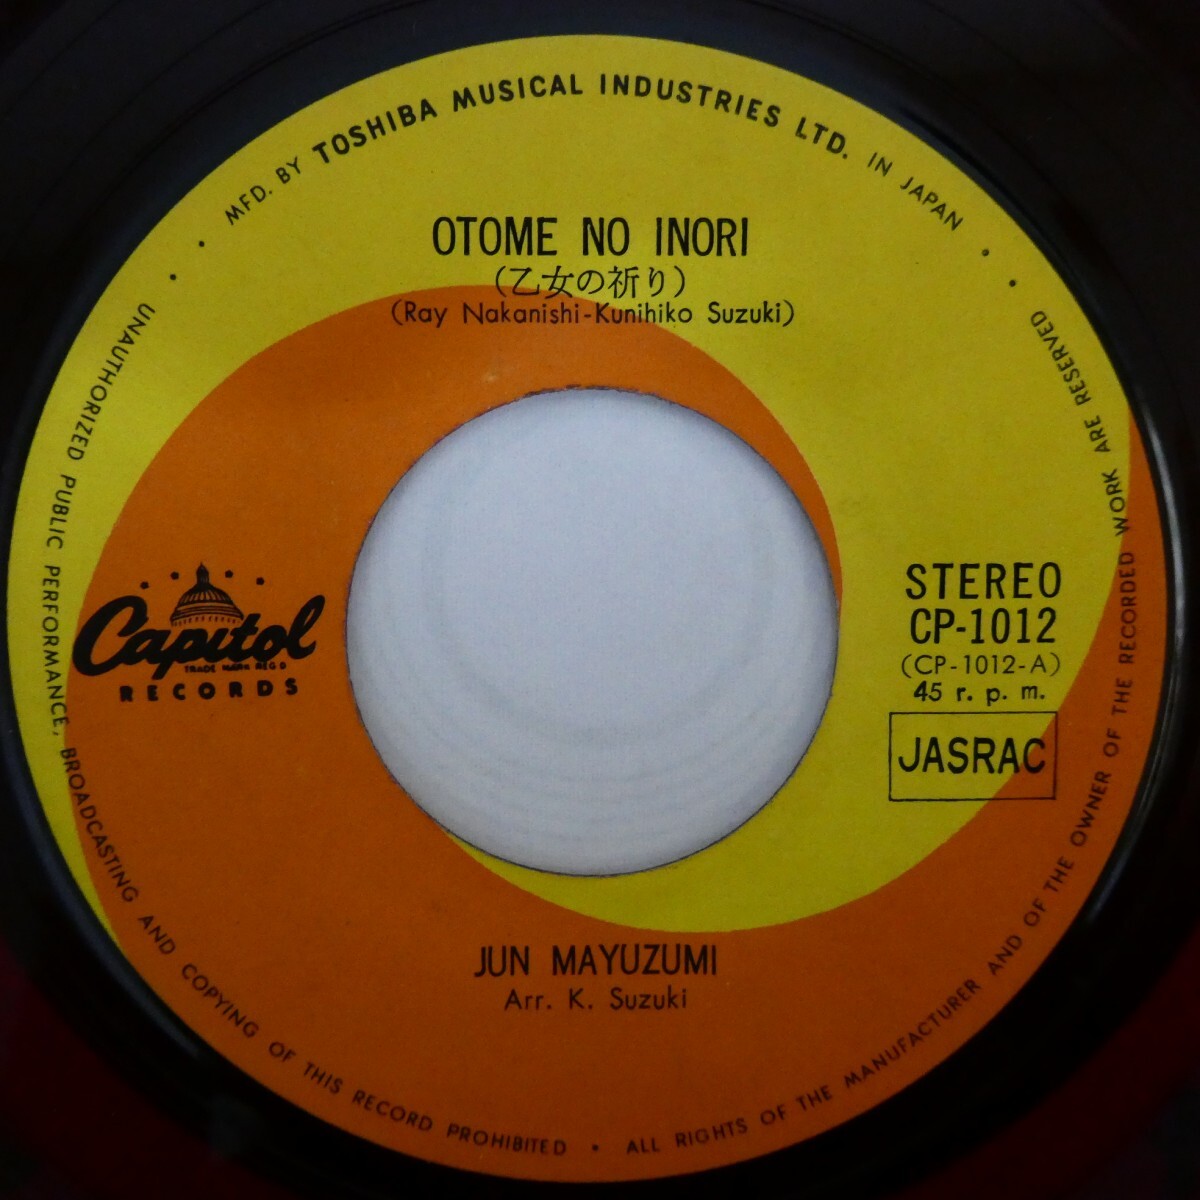 MFD. BY TOSHIBA MUSICAL INDUSTRIES LTD. IN JAPAN
OTOME NO INORI
(乙女の祈り)
(Ray Nakanishi-Kunihiko Suzuki)
Capitol
TRADE MARK REG
RECORDS
STEREO
CP-1012
(CP-1012-A)
45 r. p. m.
JASRAC
JUN MAYUZUMI
Arr. K. Suzuki
UNAUTHORIZED PUBLIC PERFORMANCE, BROADCASTING AND COPYING OF THIS RECORD PROHIBITED • ALL RIGHTS OF THE MANUFACTURER AND OF THE OWNER OF THE RECORDED WORK ARE RESERVED